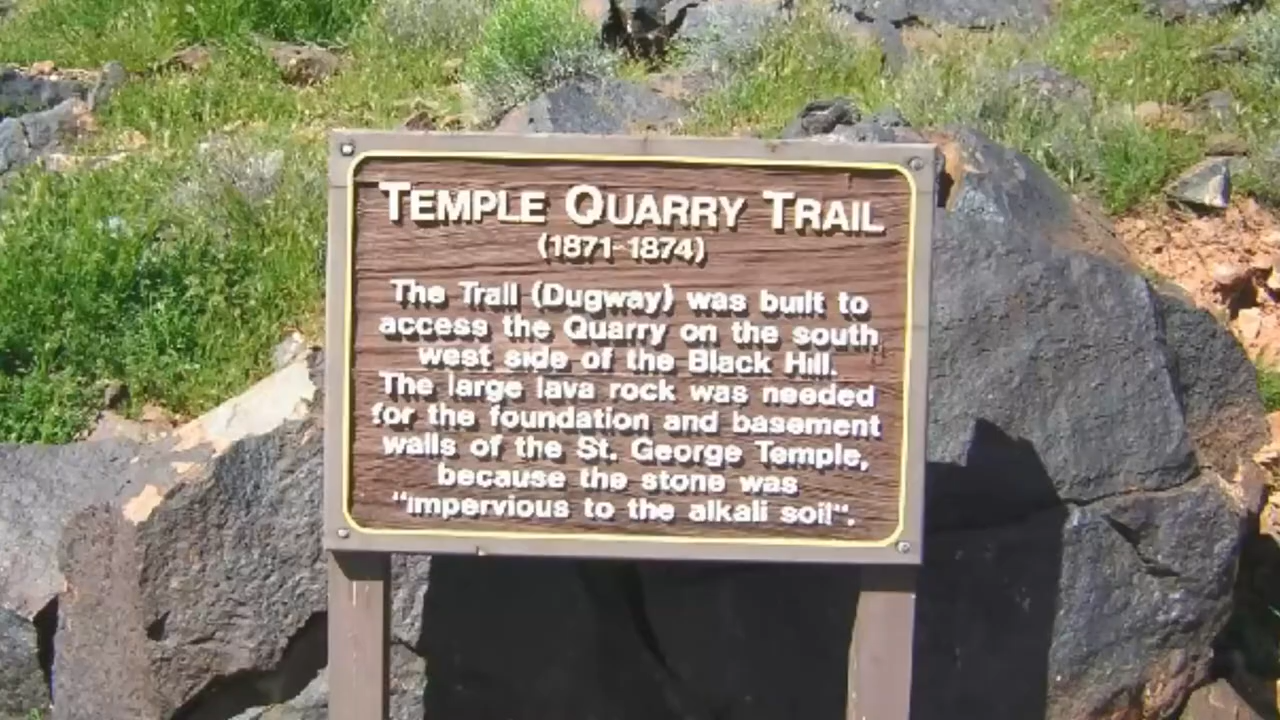 TEMPLE QUARRY TRAIL
(1871-1874)
The Trail (Dugway) was built to
access the Quarry on the south
west side of the Black Hill.
The large lava rock was needed
for the foundation and basement
walls of the St. George Temple,
because the stone was
“impervious to the alkali soil“.